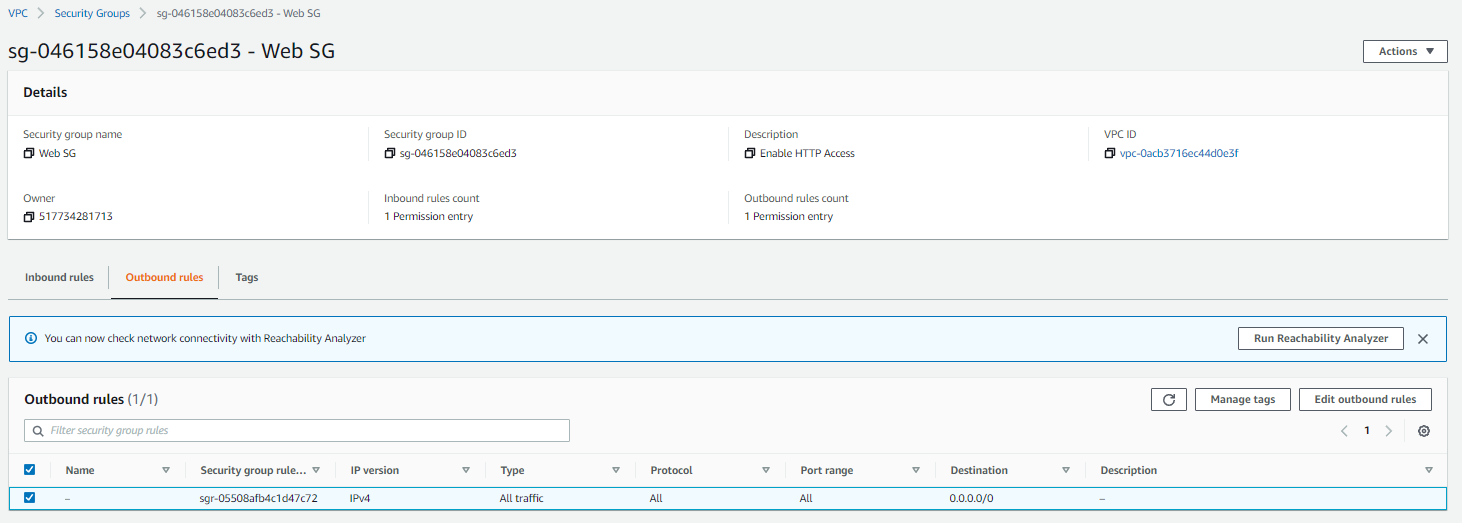 VPC > Security Groups > sg-046158e04083c6ed3 - Web SG
sg-046158e04083c6ed3 - Web SG
Actions
Details
Security group name
Web SG
Security group ID
sg-046158e04083c6ed3
Description
Enable HTTP Access
VPC ID
vpc-0acb3716ec44d0e3f
Owner
517734281713
Inbound rules count
1 Permission entry
Outbound rules count
1 Permission entry
Inbound rules Outbound rules Tags
You can now check network connectivity with Reachability Analyzer Run Reachability Analyzer
Outbound rules (1/1) Manage tags Edit outbound rules
Filter security group rules 1
Name Security group rule... IP version Type Protocol Port range Destination Description
– sgr-05508afb4c1d47c72 IPv4 All traffic All All 0.0.0.0/0 –